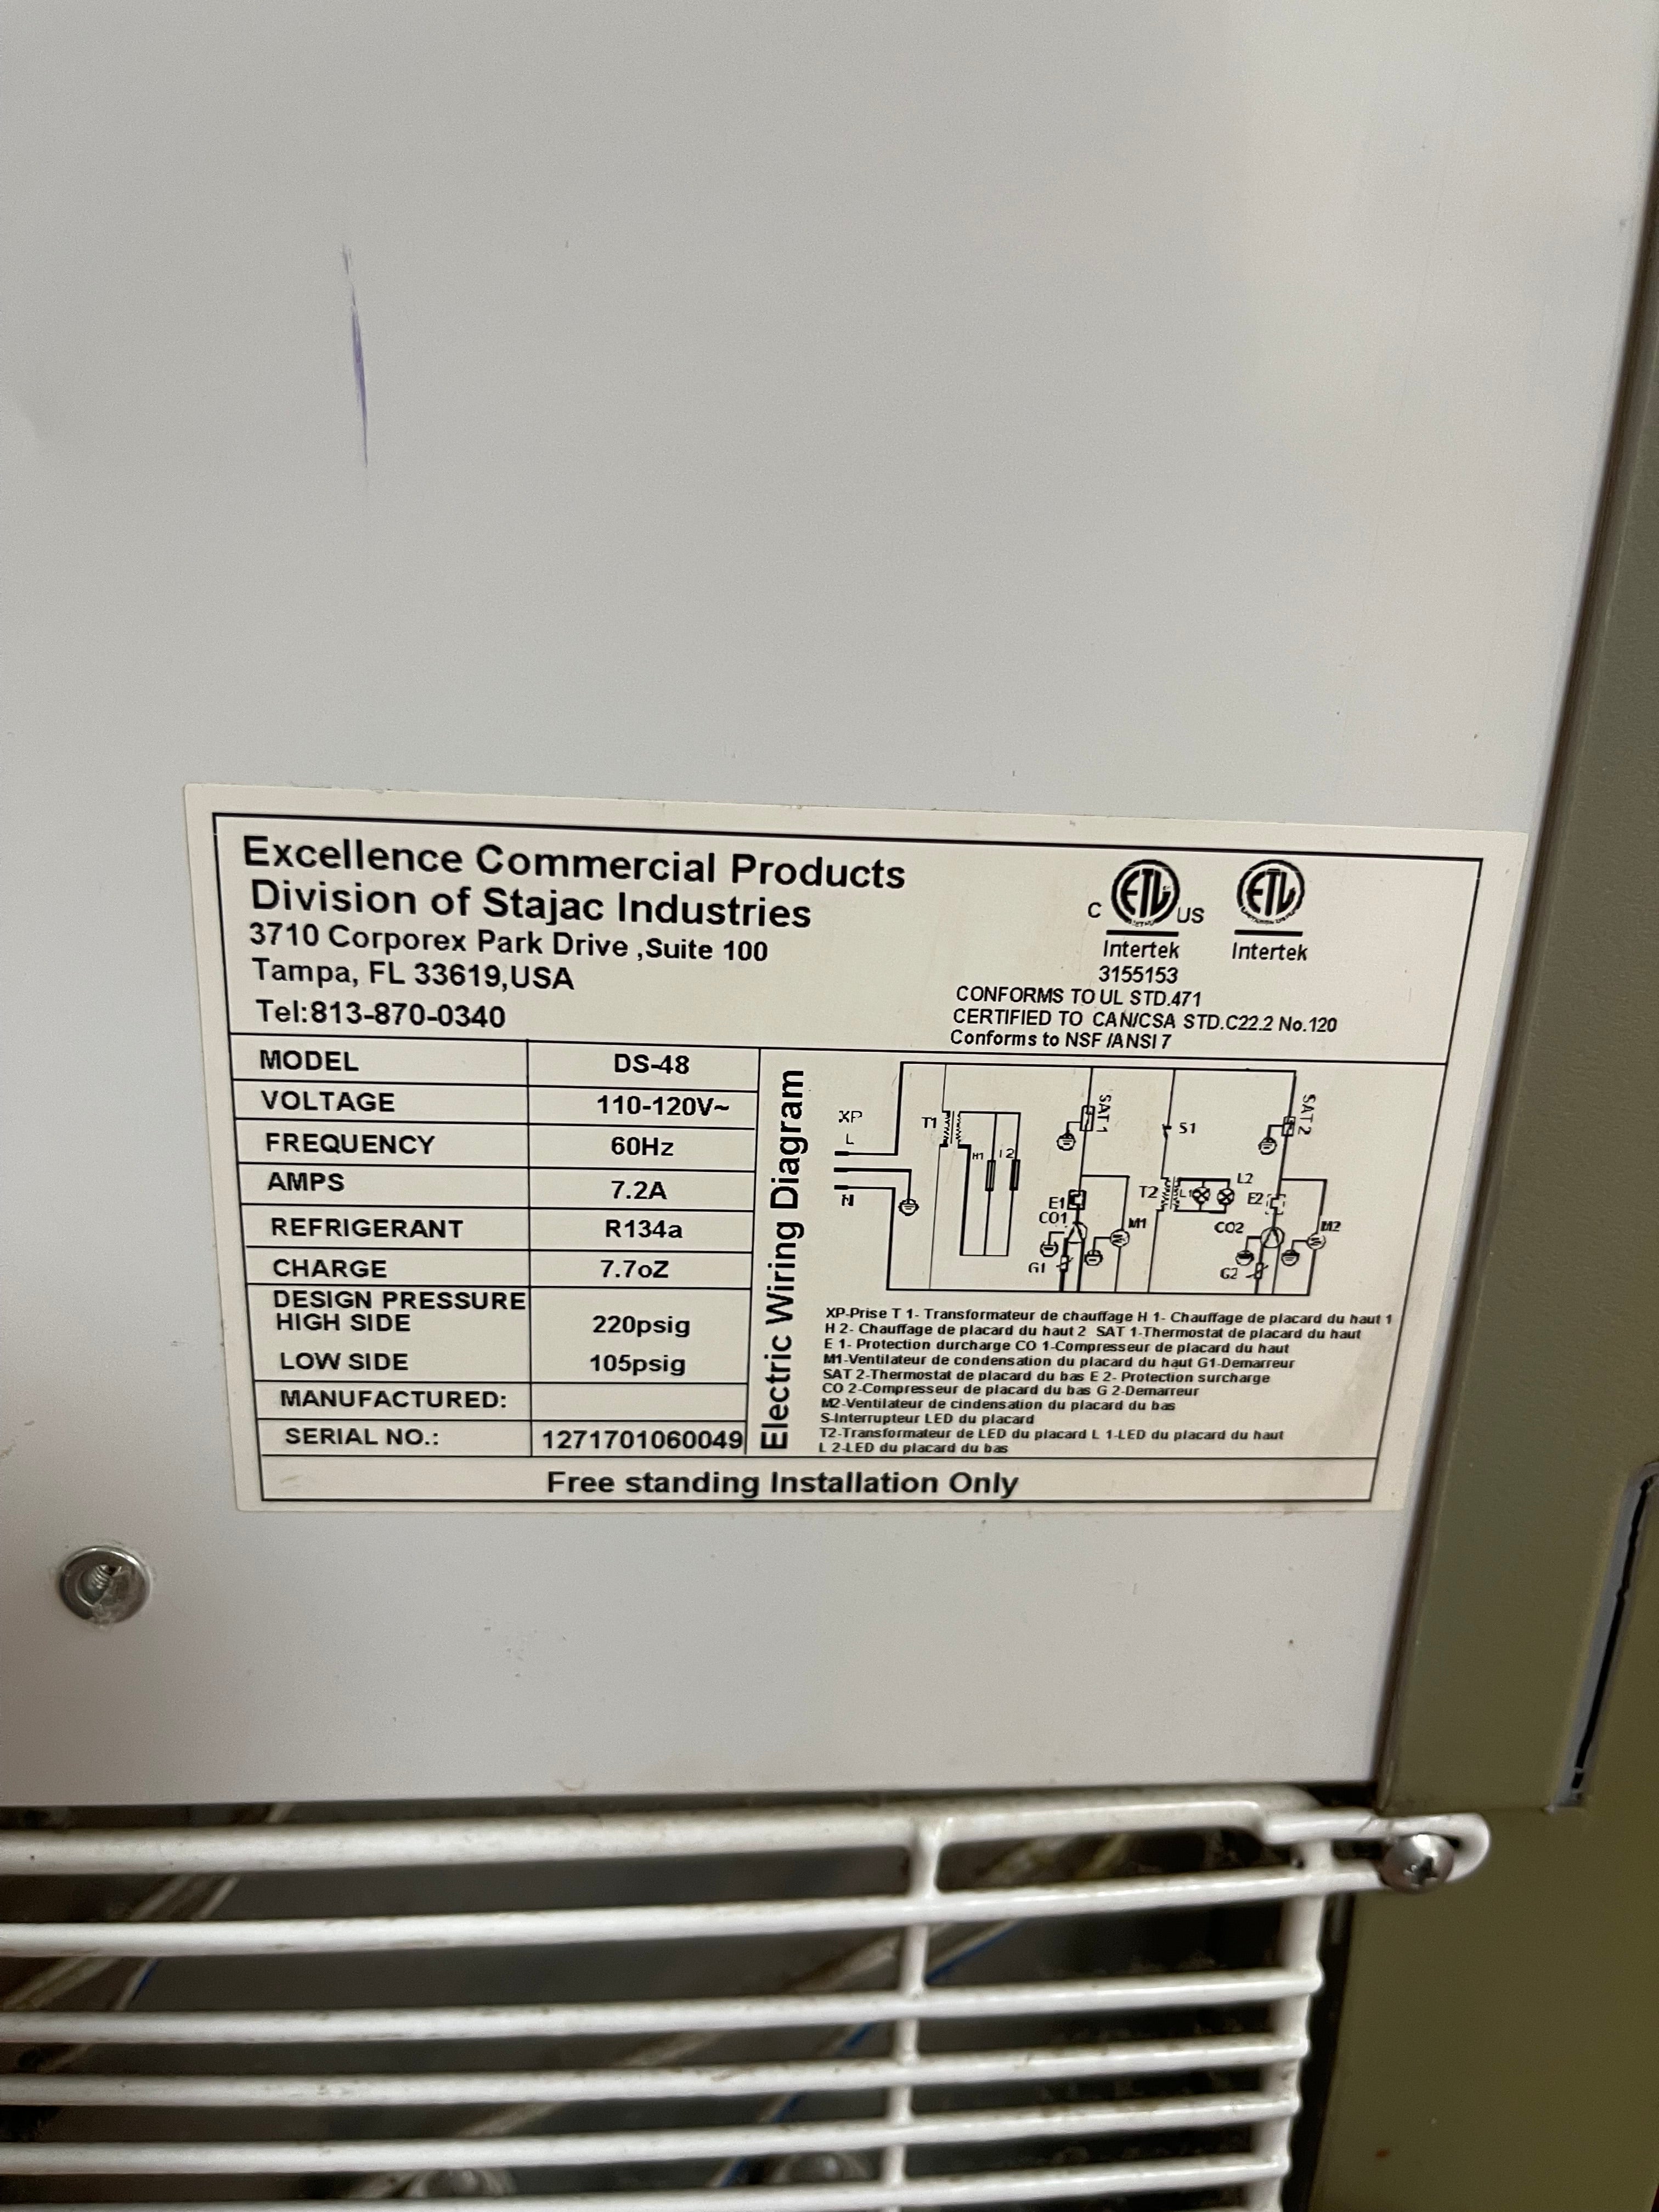 Excellence Commercial Products
Division of Stajac Industries
3710 Corporex Park Drive ,Suite 100
Tampa, FL 33619,USA
Tel:813-870-0340
C ETL US
Intertek
3155153
ETL
Intertek
CONFORMS TO UL STD.471
CERTIFIED TO CAN/CSA STD.C22.2 No.120
Conforms to NSF /ANSI 7
MODEL DS-48
VOLTAGE 110-120V~
FREQUENCY 60Hz
AMPS 7.2A
REFRIGERANT R134a
CHARGE 7.7oZ
DESIGN PRESSURE
HIGH SIDE 220psig
LOW SIDE 105psig
MANUFACTURED:
SERIAL NO.: 1271701060049
Electric Wiring Diagram
XP
L
N
T1
H1
SAT 1
E1
CO1
G1
M1
S1
T2
L1
L2
SAT 2
E2
CO2
G2
M2
XP-Prise T 1- Transformateur de chauffage H 1- Chauffage de placard du haut 1
H 2- Chauffage de placard du haut 2 SAT 1-Thermostat de placard du haut
E 1- Protection durcharge CO 1-Compresseur de placard du haut
M1-Ventilateur de condensation du placard du haut G1-Demarreur
SAT 2-Thermostat de placard du bas E 2- Protection surcharge
CO 2-Compresseur de placard du bas G 2-Demarreur
M2-Ventilateur de cindensation du placard du bas
S-Interrupteur LED du placard
T2-Transformateur de LED du placard L 1-LED du placard du haut
L 2-LED du placard du bas
Free standing Installation Only